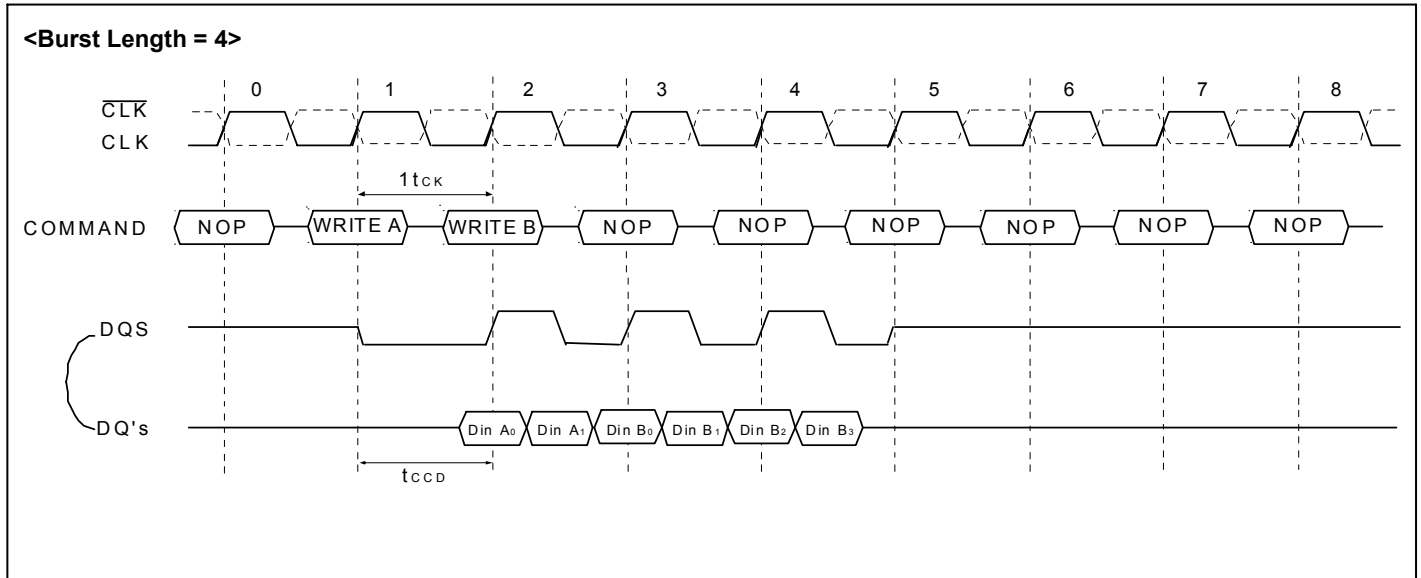 <Burst Length = 4>
0 1 2 3 4 5 6 7 8
CLK
CLK
1tCK
COMMAND NOP WRITE A WRITE B NOP NOP NOP NOP NOP NOP
DQS
DQ's Din A0 Din A1 Din B0 Din B1 Din B2 Din B3
tCCD